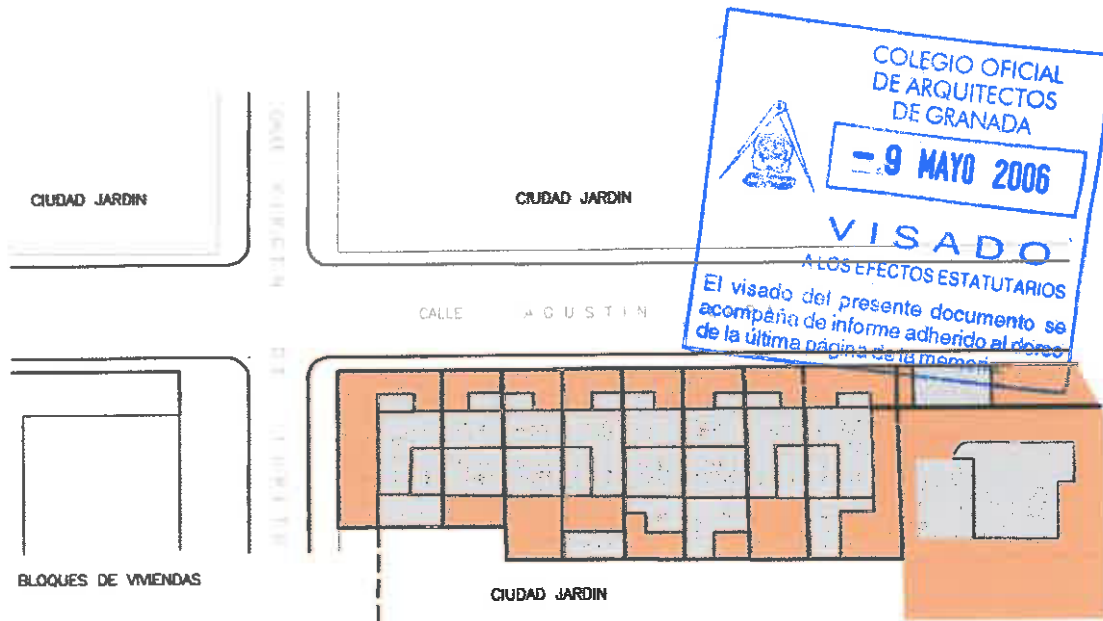 COLEGIO OFICIAL
DE ARQUITECTOS
DE GRANADA
- 9 MAYO 2006
VISADO
A LOS EFECTOS ESTATUTARIOS
El visado del presente documento se
acompaña de informe adherido al dorso
de la última página de la memoria
CIUDAD JARDIN
CIUDAD JARDIN
CALLE AGUSTIN
CALLE
DE
BLOQUES DE VIVIENDAS
CIUDAD JARDIN